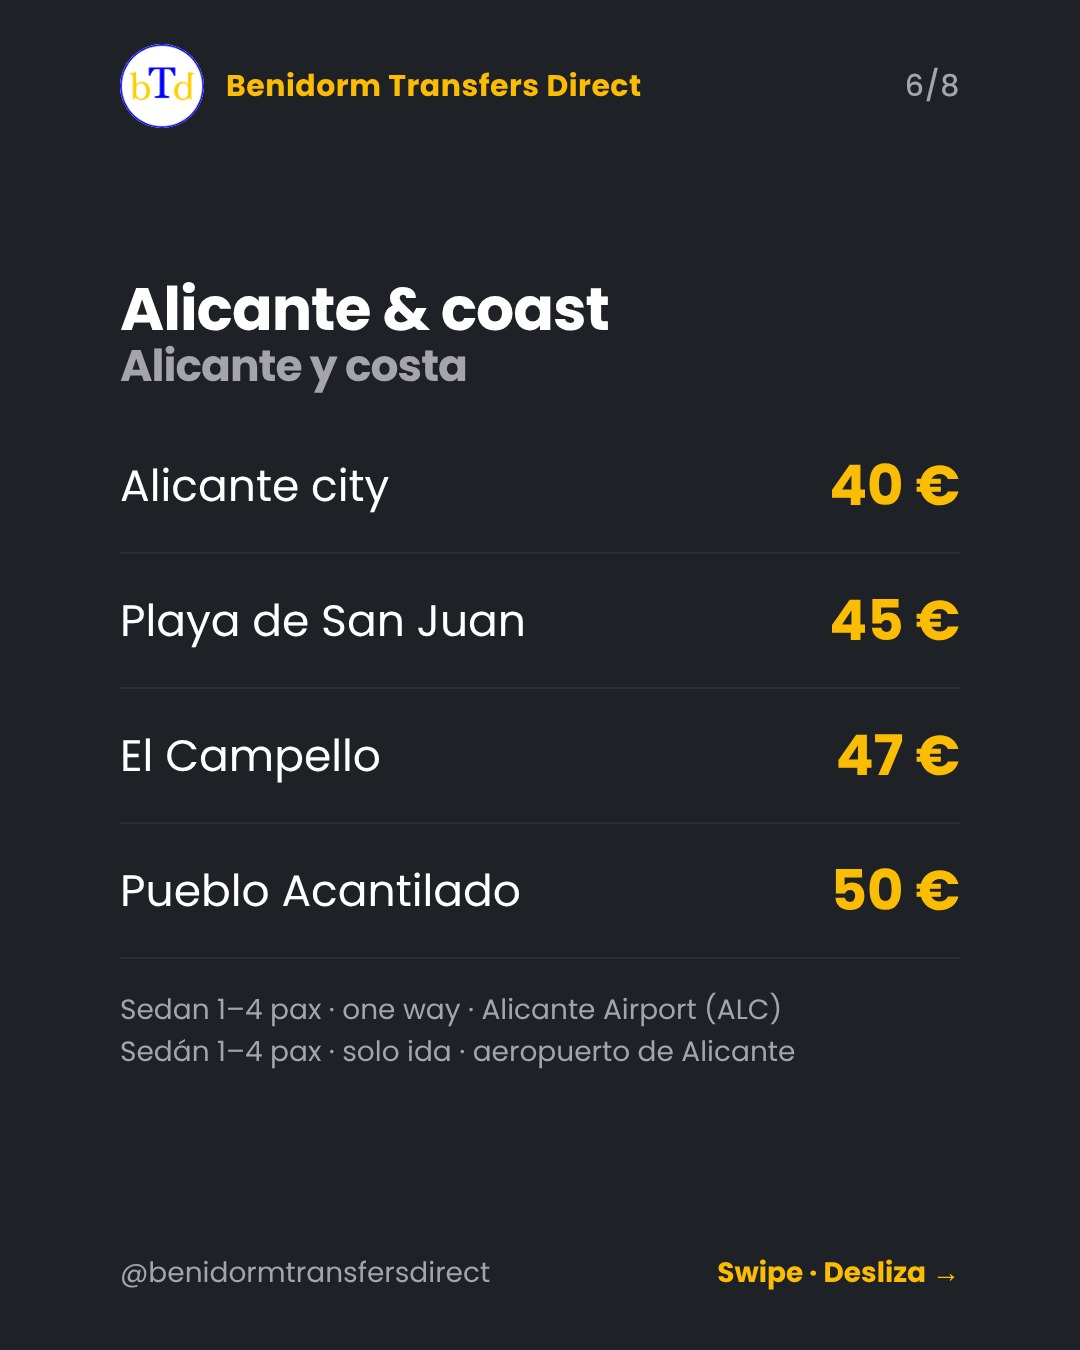 bTd
Benidorm Transfers Direct
6/8
Alicante & coast
Alicante y costa
Alicante city 40 €
Playa de San Juan 45 €
El Campello 47 €
Pueblo Acantilado 50 €
Sedan 1–4 pax · one way · Alicante Airport (ALC)
Sedán 1–4 pax · solo ida · aeropuerto de Alicante
@benidormtransfersdirect
Swipe · Desliza →